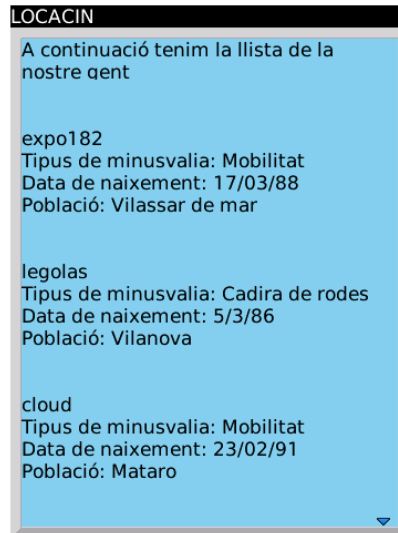 LOCACIN
A continuació tenim la llista de la
nostre gent
expo182
Tipus de minusvalia: Mobilitat
Data de naixement: 17/03/88
Població: Vilassar de mar
legolas
Tipus de minusvalia: Cadira de rodes
Data de naixement: 5/3/86
Població: Vilanova
cloud
Tipus de minusvalia: Mobilitat
Data de naixement: 23/02/91
Població: Mataro